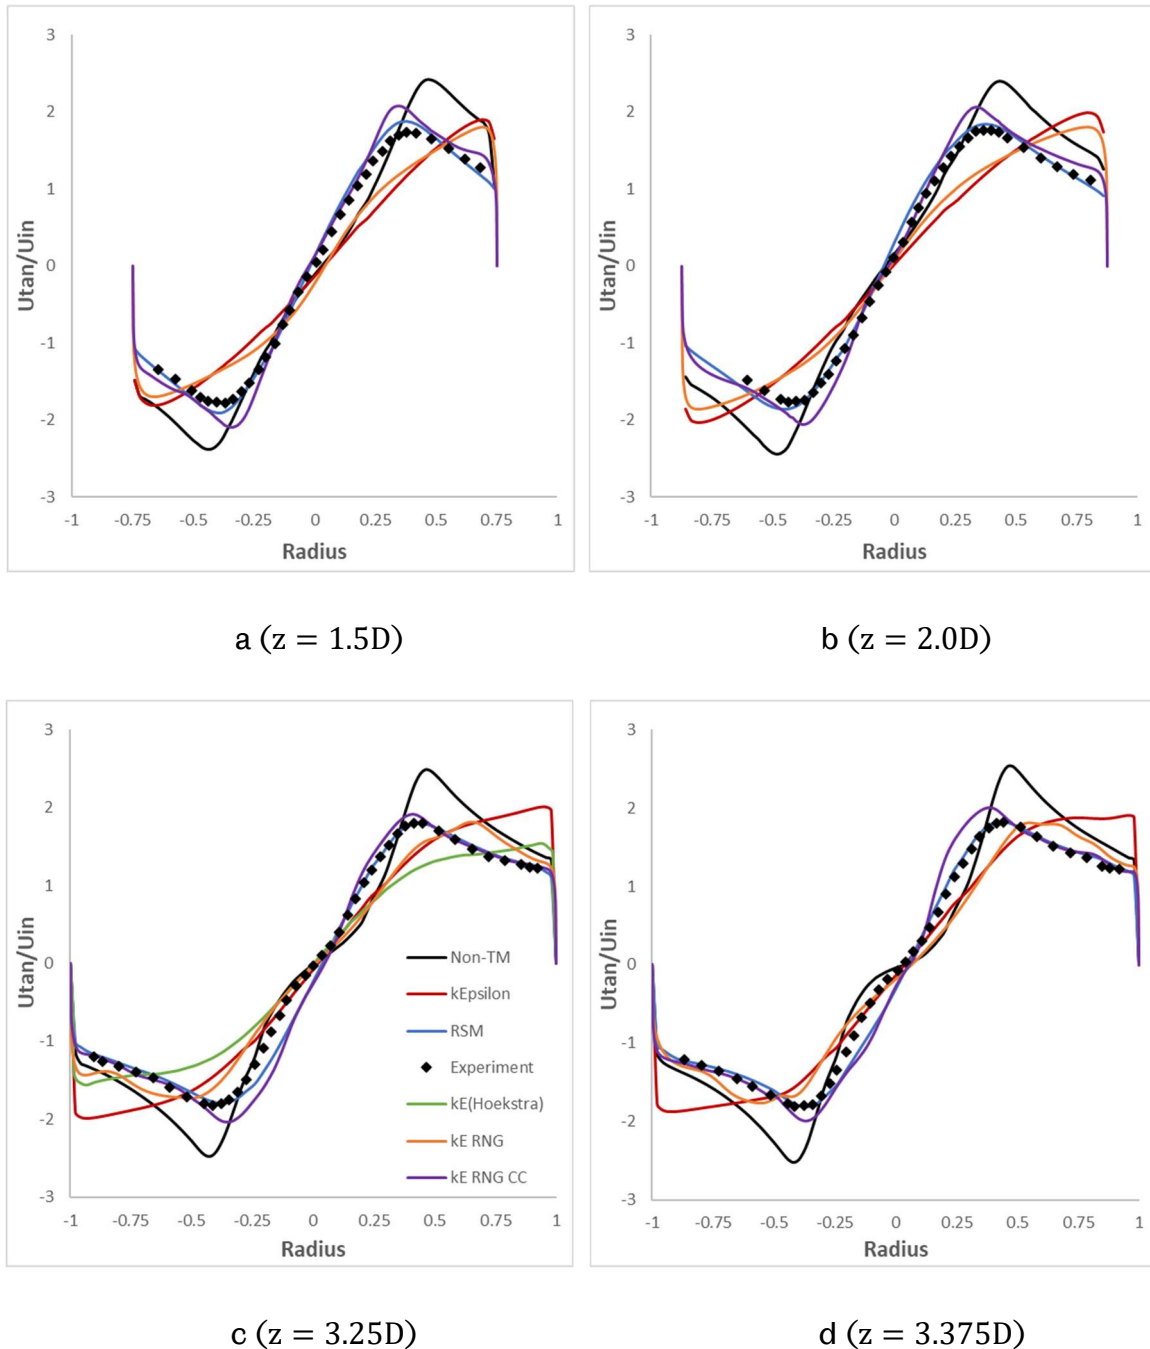 3
2
1
0
-1
-2
-3
Utan/Uin
-1 -0.75 -0.5 -0.25 0 0.25 0.5 0.75 1
Radius
3
2
1
0
-1
-2
-3
Utan/Uin
-1 -0.75 -0.5 -0.25 0 0.25 0.5 0.75 1
Radius
a (z = 1.5D)
b (z = 2.0D)
3
2
1
0
-1
-2
-3
Utan/Uin
Non-TM
kEpsilon
RSM
Experiment
kE(Hoekstra)
kE RNG
kE RNG CC
-1 -0.75 -0.5 -0.25 0 0.25 0.5 0.75 1
Radius
3
2
1
0
-1
-2
-3
Utan/Uin
-1 -0.75 -0.5 -0.25 0 0.25 0.5 0.75 1
Radius
c (z = 3.25D)
d (z = 3.375D)